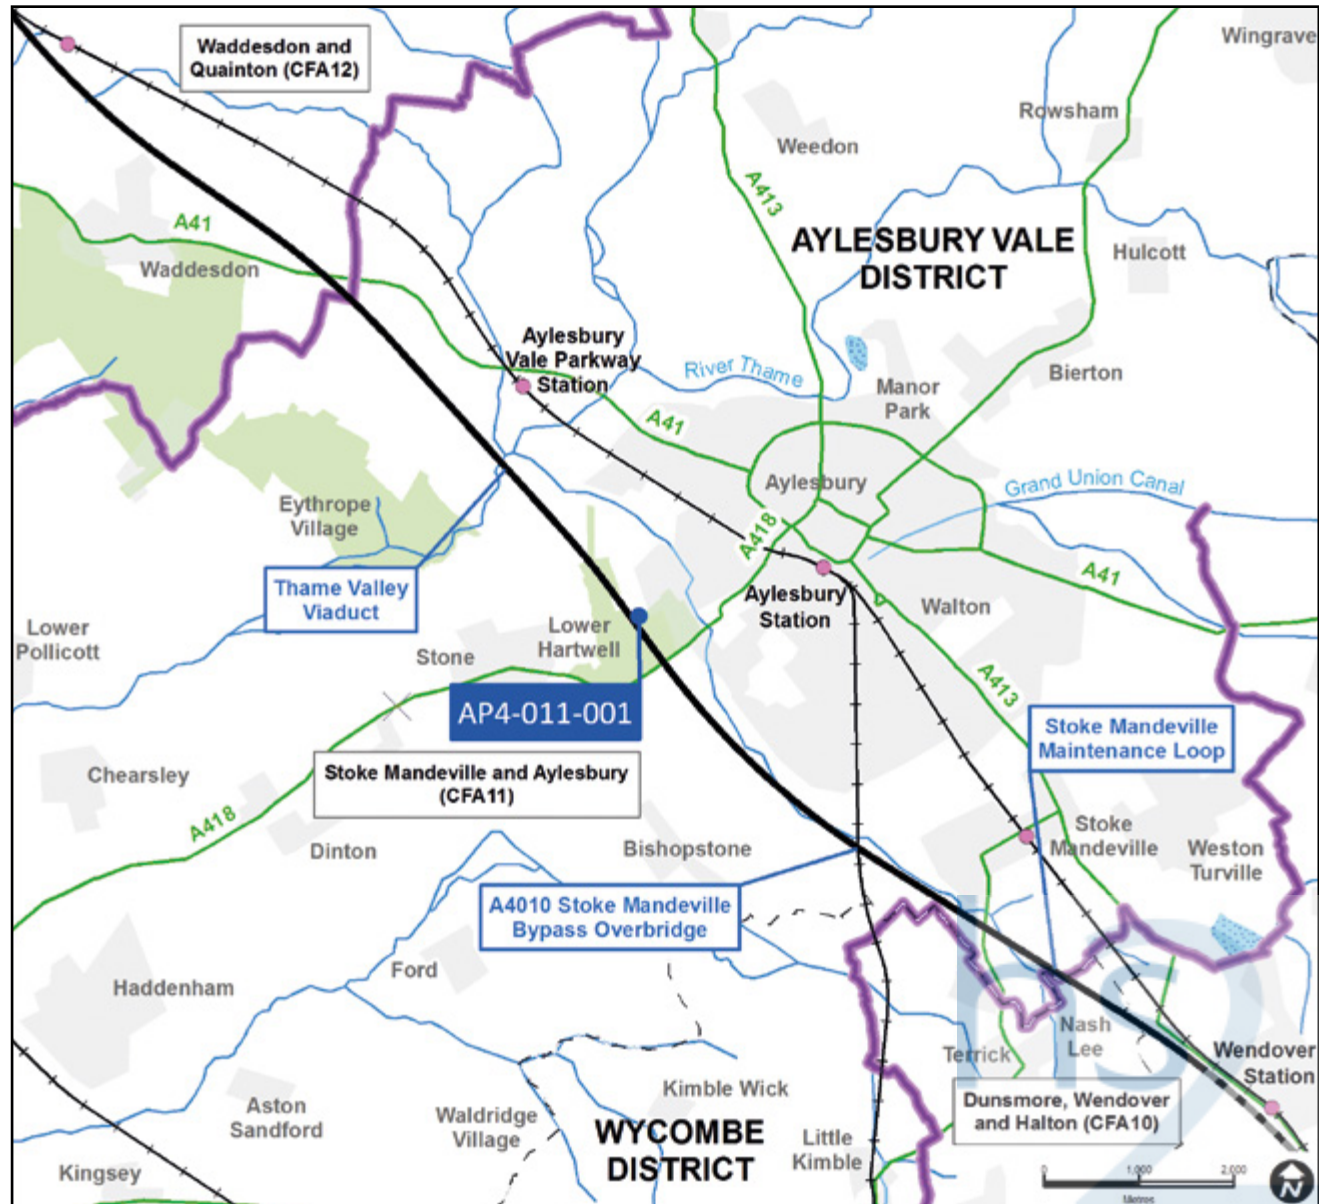 Waddesdon and
Quainton (CFA12)
Wingrave
Rowsham
Weedon
A413
A41
Waddesdon
AYLESBURY VALE
DISTRICT
Hulcott
Aylesbury
Vale Parkway
Station
River Thame
Manor
Park
Bierton
A41
Aylesbury
Grand Union Canal
Eythrope
Village
A418
A41
Thame Valley
Viaduct
Aylesbury
Station
Walton
Lower
Pollicott
Lower
Hartwell
Stone
A413
AP4-011-001
Stoke Mandeville
Maintenance Loop
Stoke Mandeville and Aylesbury
(CFA11)
Chearsley
A418
Dinton
Bishopstone
Stoke
Mandeville
Weston
Turville
A4010 Stoke Mandeville
Bypass Overbridge
Ford
Haddenham
hs2
Nash
Lee
Terrick
Wendover
Station
Kimble Wick
Dunsmore, Wendover
and Halton (CFA10)
Aston
Sandford
Waldridge
Village
WYCOMBE
DISTRICT
Little
Kimble
Kingsey
0 1,000 2,000
Metres
N